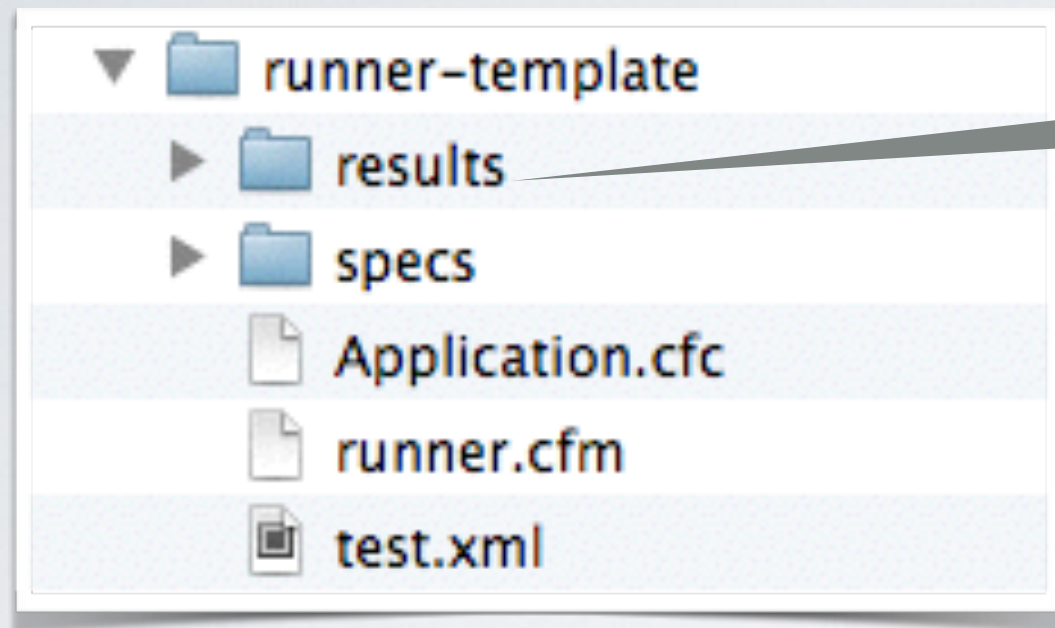 runner-template
results
specs
Application.cfc
runner.cfm
test.xml